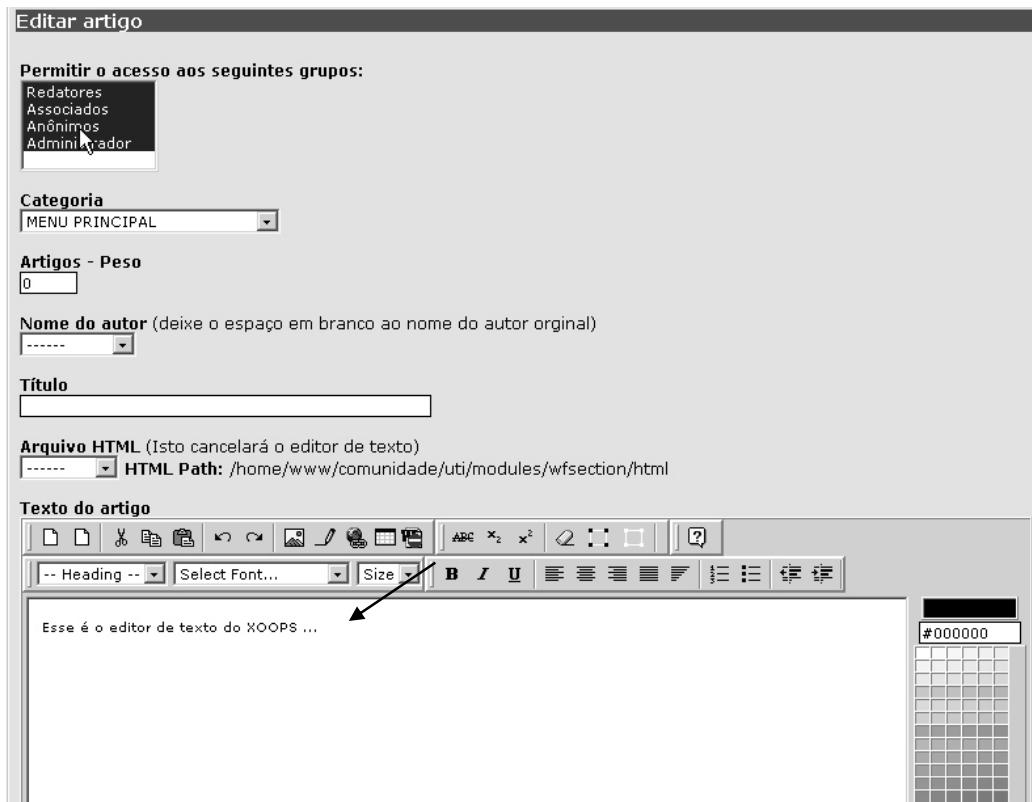 Editar artigo
Permitir o acesso aos seguintes grupos:
Redatores
Associados
Anônimos
Administrador
Categoria
MENU PRINCIPAL
Artigos - Peso
0
Nome do autor (deixe o espaço em branco ao nome do autor orginal)
------
Título
Arquivo HTML (Isto cancelará o editor de texto)
------ HTML Path: /home/www/comunidade/uti/modules/wfsection/html
Texto do artigo
ABC x₂ x²
-- Heading -- Select Font... Size B I U
Esse é o editor de texto do XOOPS ...
#000000